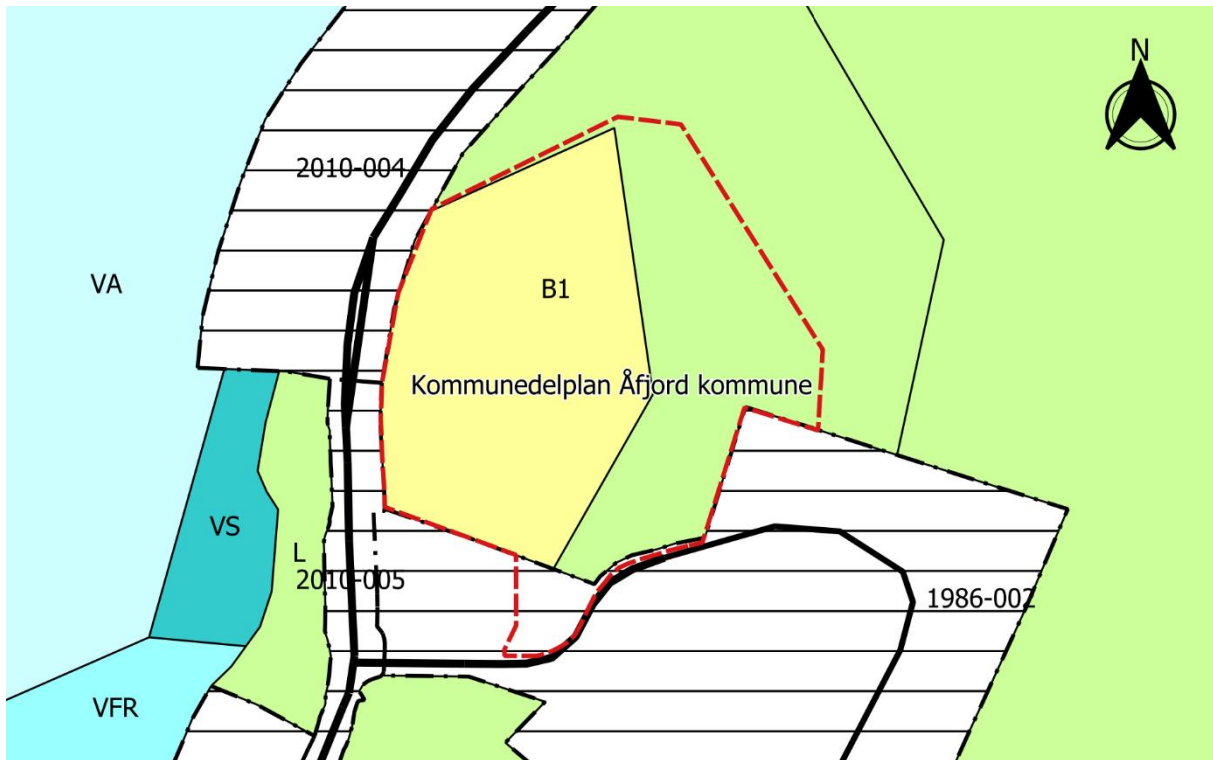 N
2010-004
VA
B1
Kommunedelplan Åfjord kommune
VS
L
2010-005
1986-002
VFR